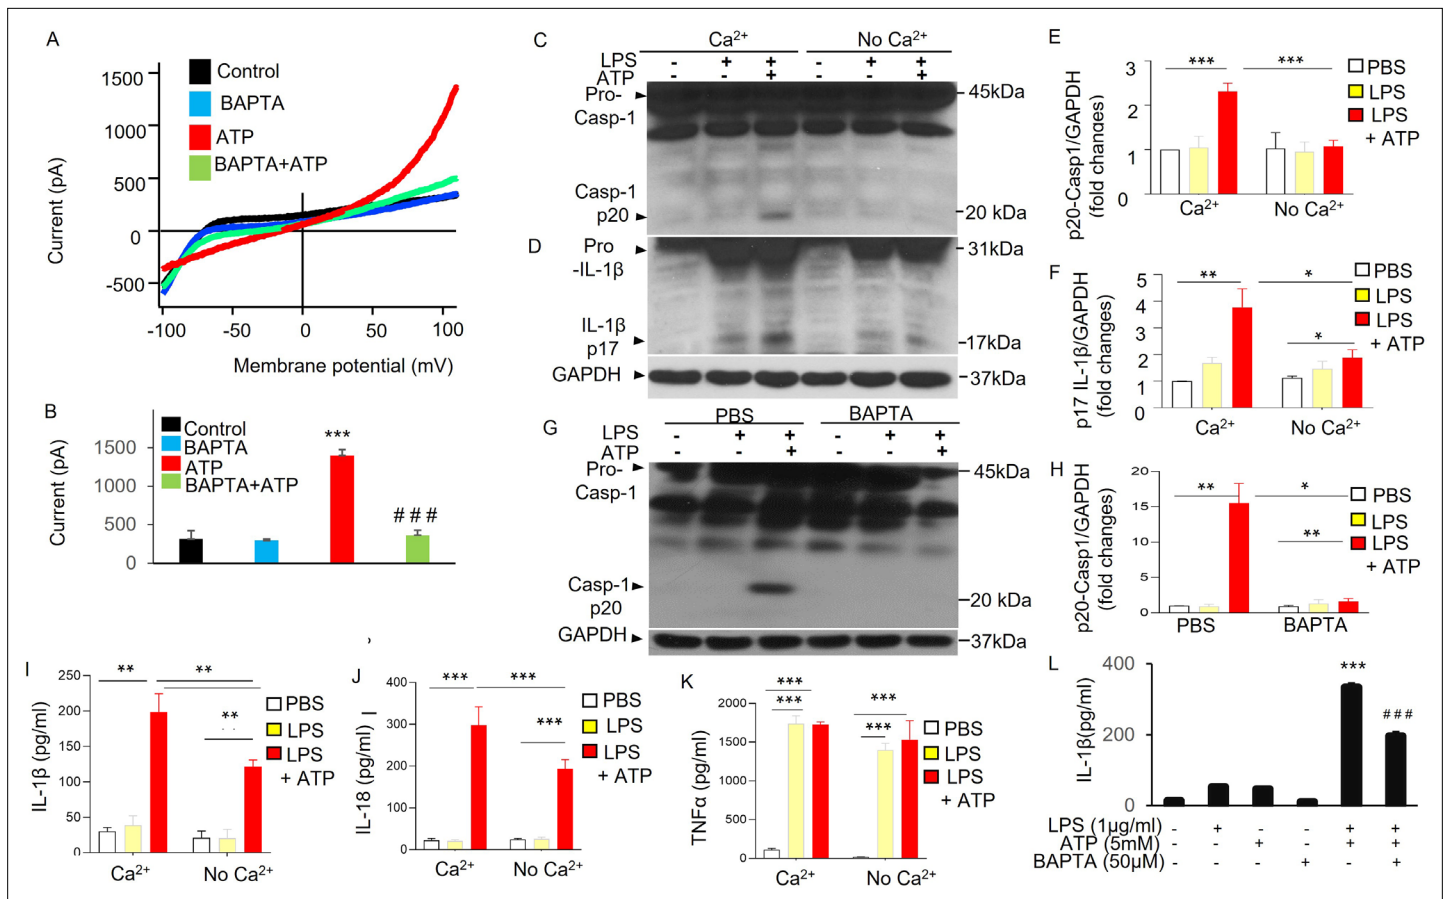 A
1500
1000
500
0
-500
Current (pA)
Control
BAPTA
ATP
BAPTA+ATP
-100 -50 0 50 100
Membrane potential (mV)
B
Control
BAPTA
ATP
BAPTA+ATP
1500
1000
500
0
Current (pA)
***
# # #
C
Ca2+ No Ca2+
LPS - + + - + +
ATP - - + - - +
Pro-
Casp-1
45kDa
Casp-1
p20
20 kDa
D
Pro
-IL-1β
31kDa
IL-1β
p17
17kDa
GAPDH
37kDa
E
p20-Casp1/GAPDH
(fold changes)
3
2
1
0
*** ***
Ca2+ No Ca2+
PBS
LPS
LPS
+ ATP
F
p17 IL-1β/GAPDH
(fold changes)
5
4
3
2
1
0
** *
*
Ca2+ No Ca2+
PBS
LPS
LPS
+ ATP
G
PBS BAPTA
LPS - + + - + +
ATP - - + - - +
Pro-
Casp-1
45kDa
Casp-1
p20
20 kDa
GAPDH
37kDa
H
p20-Casp1/GAPDH
(fold changes)
20
15
10
5
0
** *
**
PBS BAPTA
PBS
LPS
LPS
+ ATP
I
IL-1β (pg/ml)
250
200
150
100
50
0
** **
**
Ca2+ No Ca2+
PBS
LPS
LPS
+ ATP
J
IL-18 (pg/ml)
400
300
200
100
0
*** ***
***
Ca2+ No Ca2+
PBS
LPS
LPS
+ ATP
K
TNFα (pg/ml)
2000
1500
1000
500
0
*** ***
*** ***
Ca2+ No Ca2+
PBS
LPS
LPS
+ ATP
L
IL-1β(pg/ml)
400
200
0
***
###
LPS (1µg/ml) - + - - + +
ATP (5mM) - - + - + +
BAPTA (50µM) - - - + - +